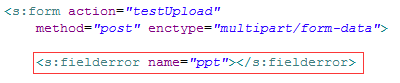 <s:form action="testUpload"
method="post" enctype="multipart/form-data">
<s:fielderror name="ppt"></s:fielderror>